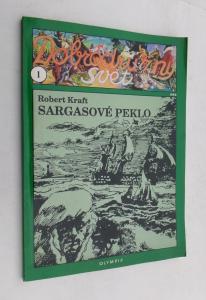 Dobrodružný
svět
1
Robert Kraft
SARGASOVÉ PEKLO
OLYMPIA